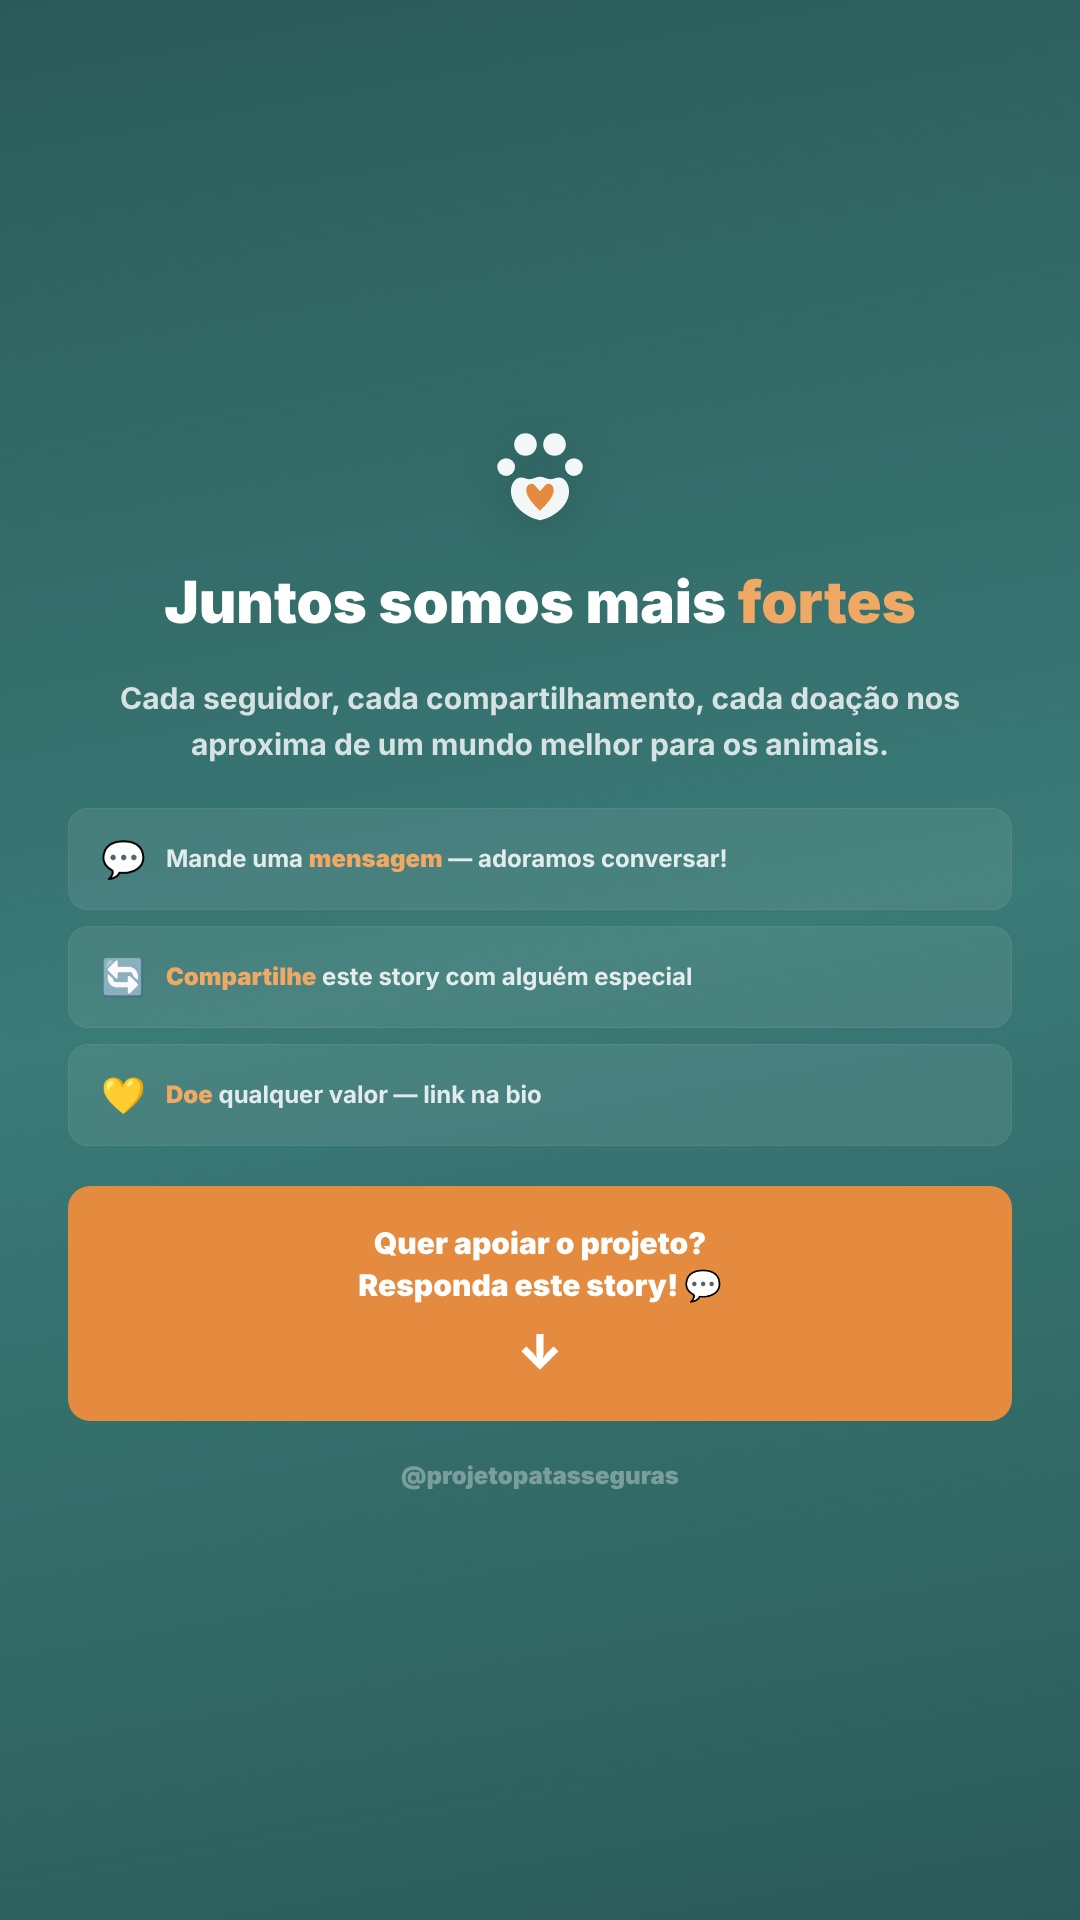 Juntos somos mais fortes
Cada seguidor, cada compartilhamento, cada doação nos
aproxima de um mundo melhor para os animais.
💬 Mande uma mensagem — adoramos conversar!
🔄 Compartilhe este story com alguém especial
💛 Doe qualquer valor — link na bio
Quer apoiar o projeto?
Responda este story! 💬
↓
@projetopatasseguras